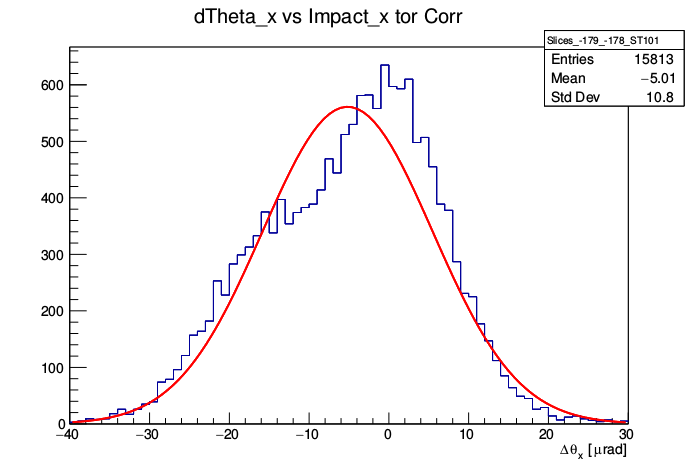 dTheta_x vs Impact_x tor Corr
Slices_-179_-178_ST101
Entries 15813
Mean −5.01
Std Dev 10.8
600
500
400
300
200
100
0
−40 −30 −20 −10 0 10 20 30
Δθx [μrad]